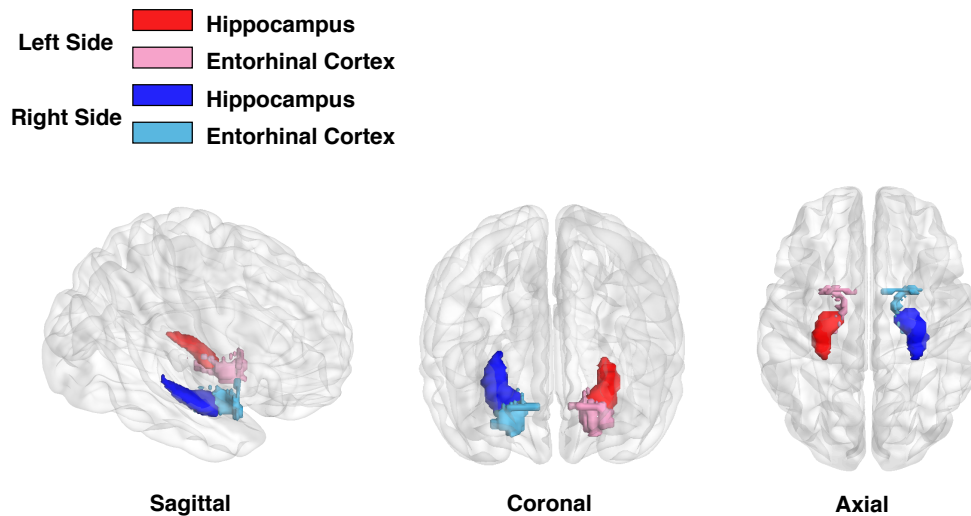 Left Side
Hippocampus
Entorhinal Cortex
Right Side
Hippocampus
Entorhinal Cortex
Sagittal
Coronal
Axial